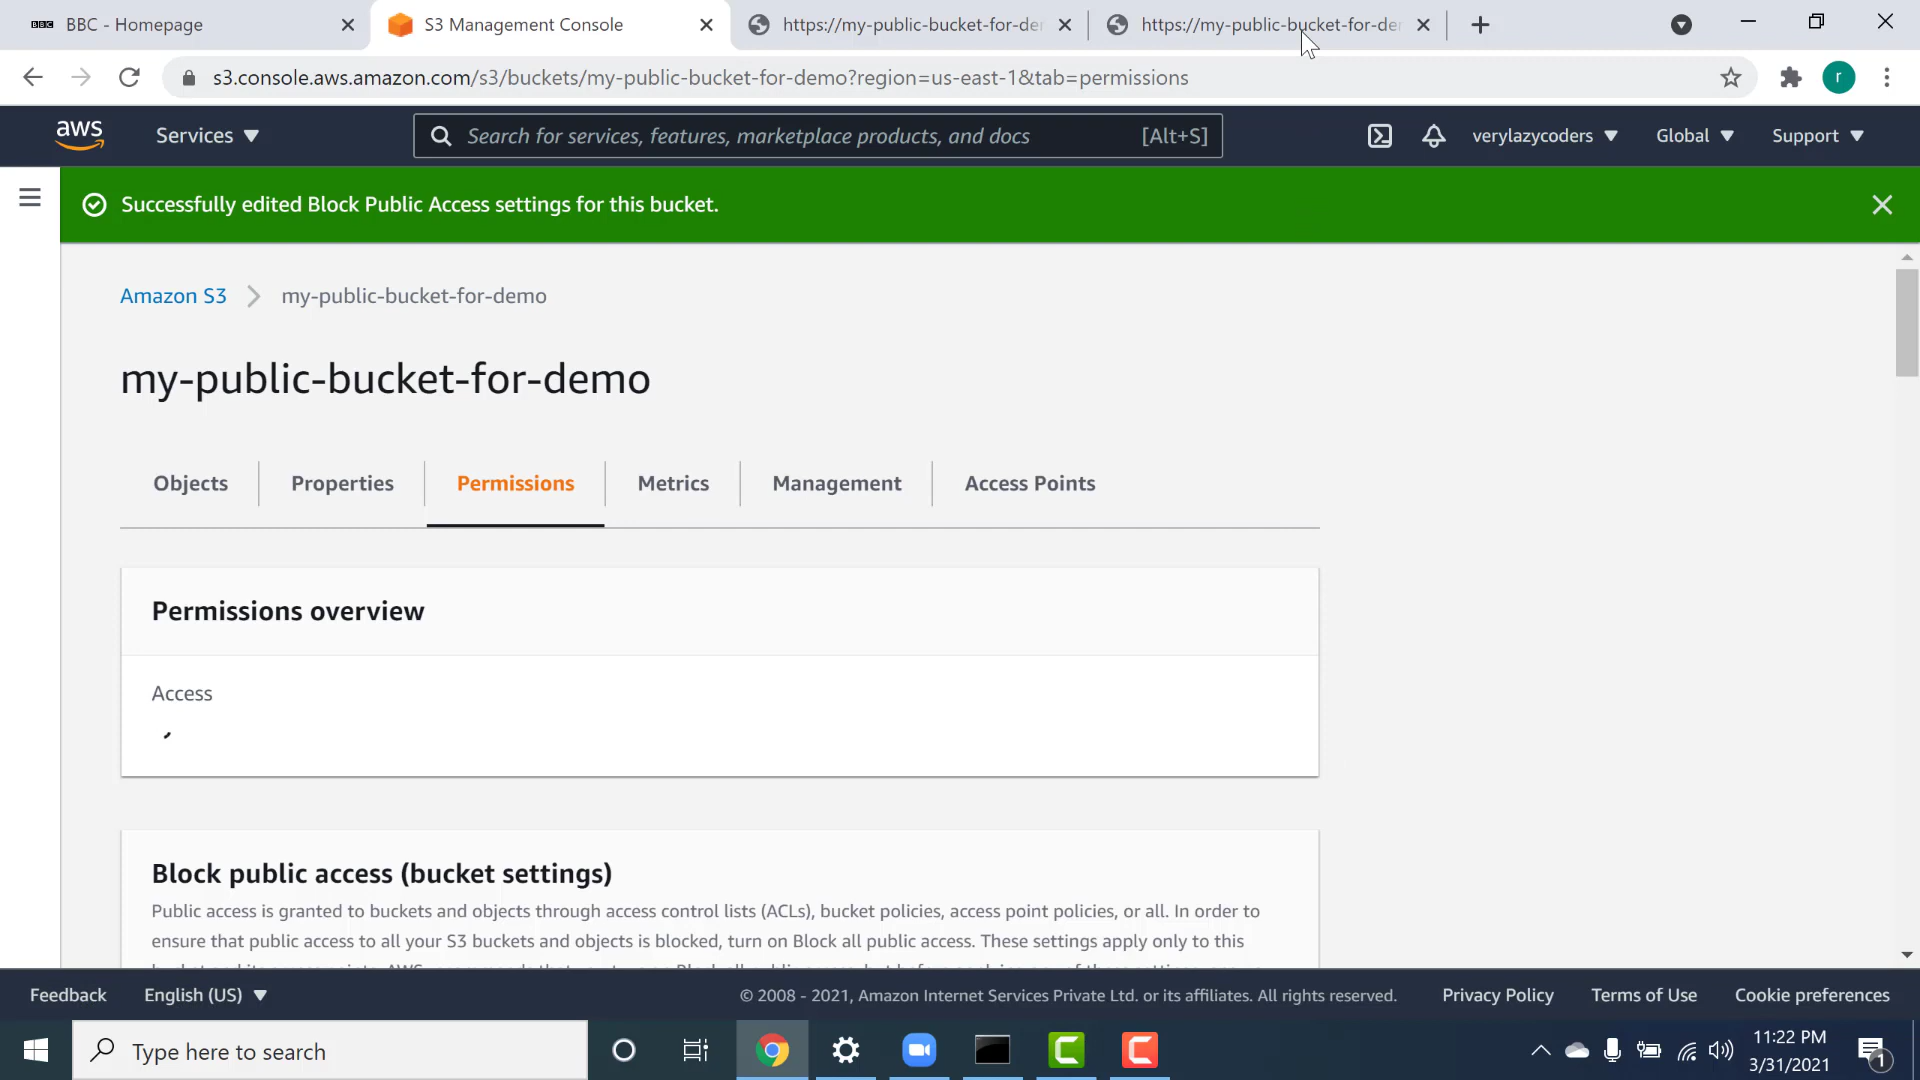 BBC BBC - Homepage
S3 Management Console
https://my-public-bucket-for-de
https://my-public-bucket-for-de
s3.console.aws.amazon.com/s3/buckets/my-public-bucket-for-demo?region=us-east-1&tab=permissions
r
aws
Services
Search for services, features, marketplace products, and docs
[Alt+S]
verylazycoders
Global
Support
Successfully edited Block Public Access settings for this bucket.
Amazon S3
my-public-bucket-for-demo
my-public-bucket-for-demo
Objects
Properties
Permissions
Metrics
Management
Access Points
Permissions overview
Access
Block public access (bucket settings)
Public access is granted to buckets and objects through access control lists (ACLs), bucket policies, access point policies, or all. In order to
ensure that public access to all your S3 buckets and objects is blocked, turn on Block all public access. These settings apply only to this
Feedback
English (US)
© 2008 - 2021, Amazon Internet Services Private Ltd. or its affiliates. All rights reserved.
Privacy Policy
Terms of Use
Cookie preferences
Type here to search
11:22 PM
3/31/2021
1